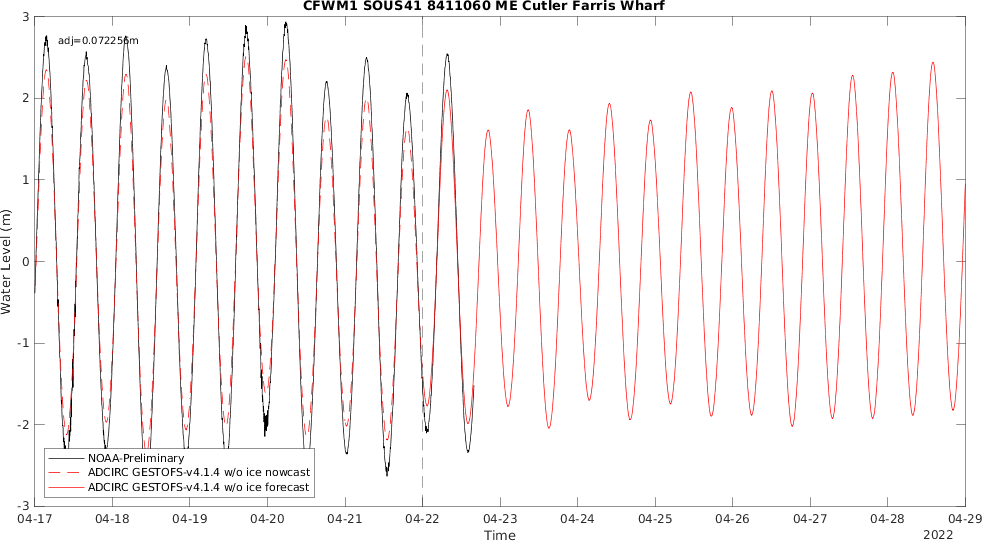 CFWM1 SOUS41 8411060 ME Cutler Farris Wharf
adj=0.072256m
Water Level (m)
3
2
1
0
-1
-2
-3
NOAA-Preliminary
ADCIRC GESTOFS-v4.1.4 w/o ice nowcast
ADCIRC GESTOFS-v4.1.4 w/o ice forecast
04-17 04-18 04-19 04-20 04-21 04-22 04-23 04-24 04-25 04-26 04-27 04-28 04-29
Time
2022